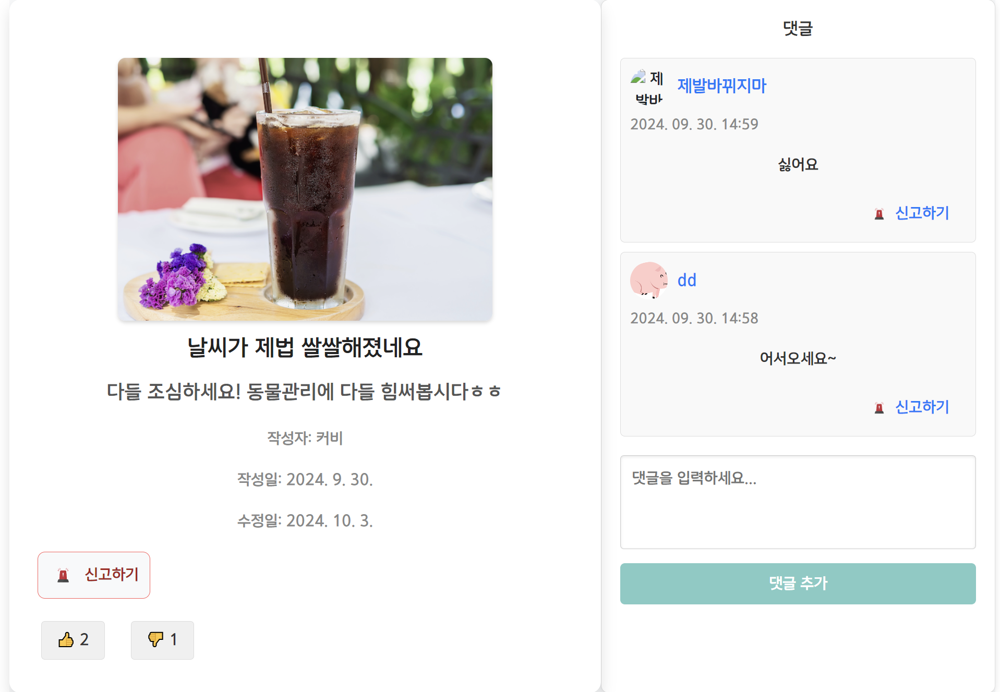 날씨가 제법 쌀쌀해졌네요
다들 조심하세요! 동물관리에 다들 힘써봅시다ㅎㅎ
작성자: 커비
작성일: 2024. 9. 30.
수정일: 2024. 10. 3.
신고하기
2
1
댓글
제
발바
제발바뀌지마
2024. 09. 30. 14:59
싫어요
신고하기
dd
2024. 09. 30. 14:58
어서오세요~
신고하기
댓글을 입력하세요...
댓글 추가